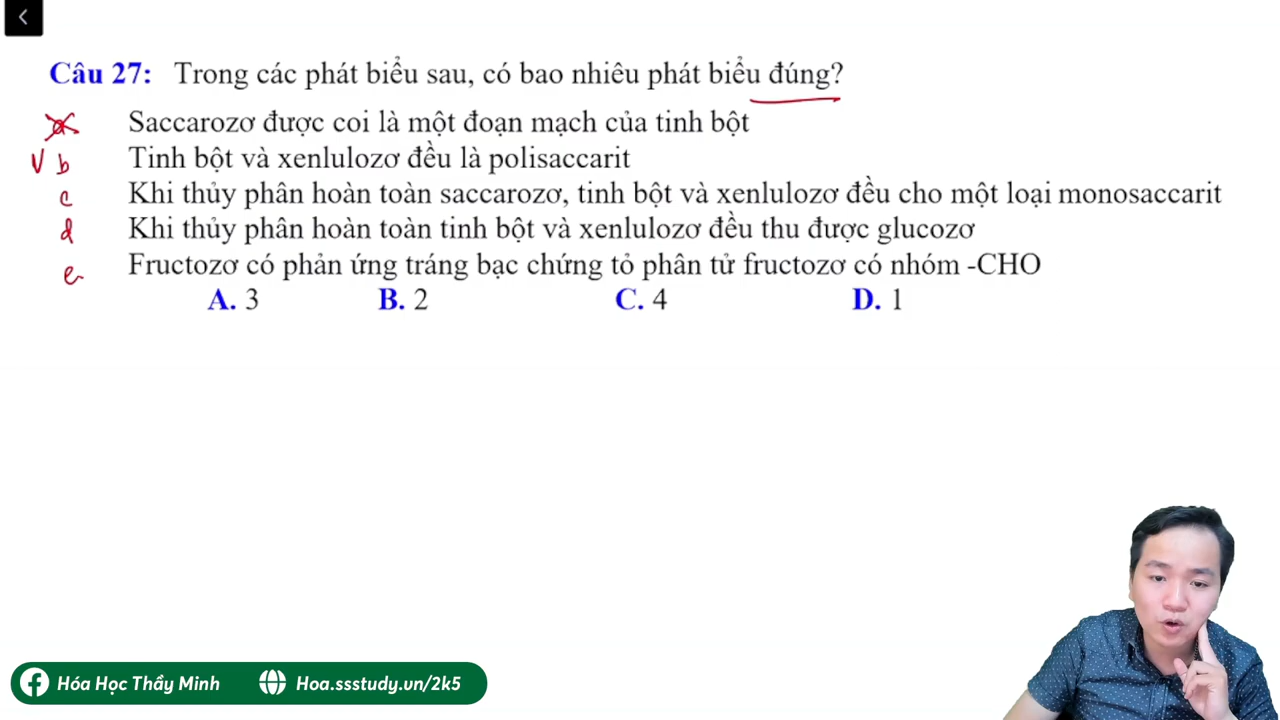 Câu 27: Trong các phát biểu sau, có bao nhiêu phát biểu đúng?
a Saccarozơ được coi là một đoạn mạch của tinh bột
V b Tinh bột và xenlulozơ đều là polisaccarit
c Khi thủy phân hoàn toàn saccarozơ, tinh bột và xenlulozơ đều cho một loại monosaccarit
d Khi thủy phân hoàn toàn tinh bột và xenlulozơ đều thu được glucozơ
e Fructozơ có phản ứng tráng bạc chứng tỏ phân tử fructozơ có nhóm -CHO
A. 3 B. 2 C. 4 D. 1
Hóa Học Thầy Minh Hoa.ssstudy.vn/2k5